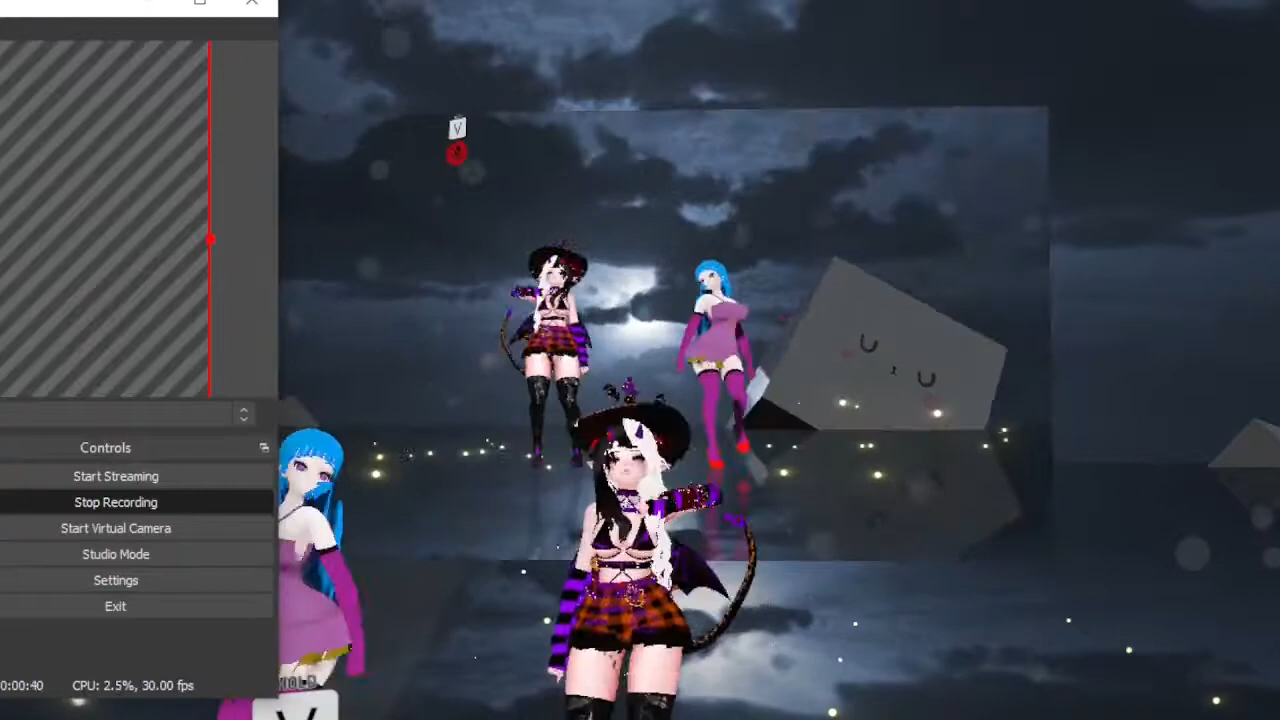 V
Controls
Start Streaming
Stop Recording
Start Virtual Camera
Studio Mode
Settings
Exit
0:00:40 CPU: 2.5%, 30.00 fps
HOLD
V